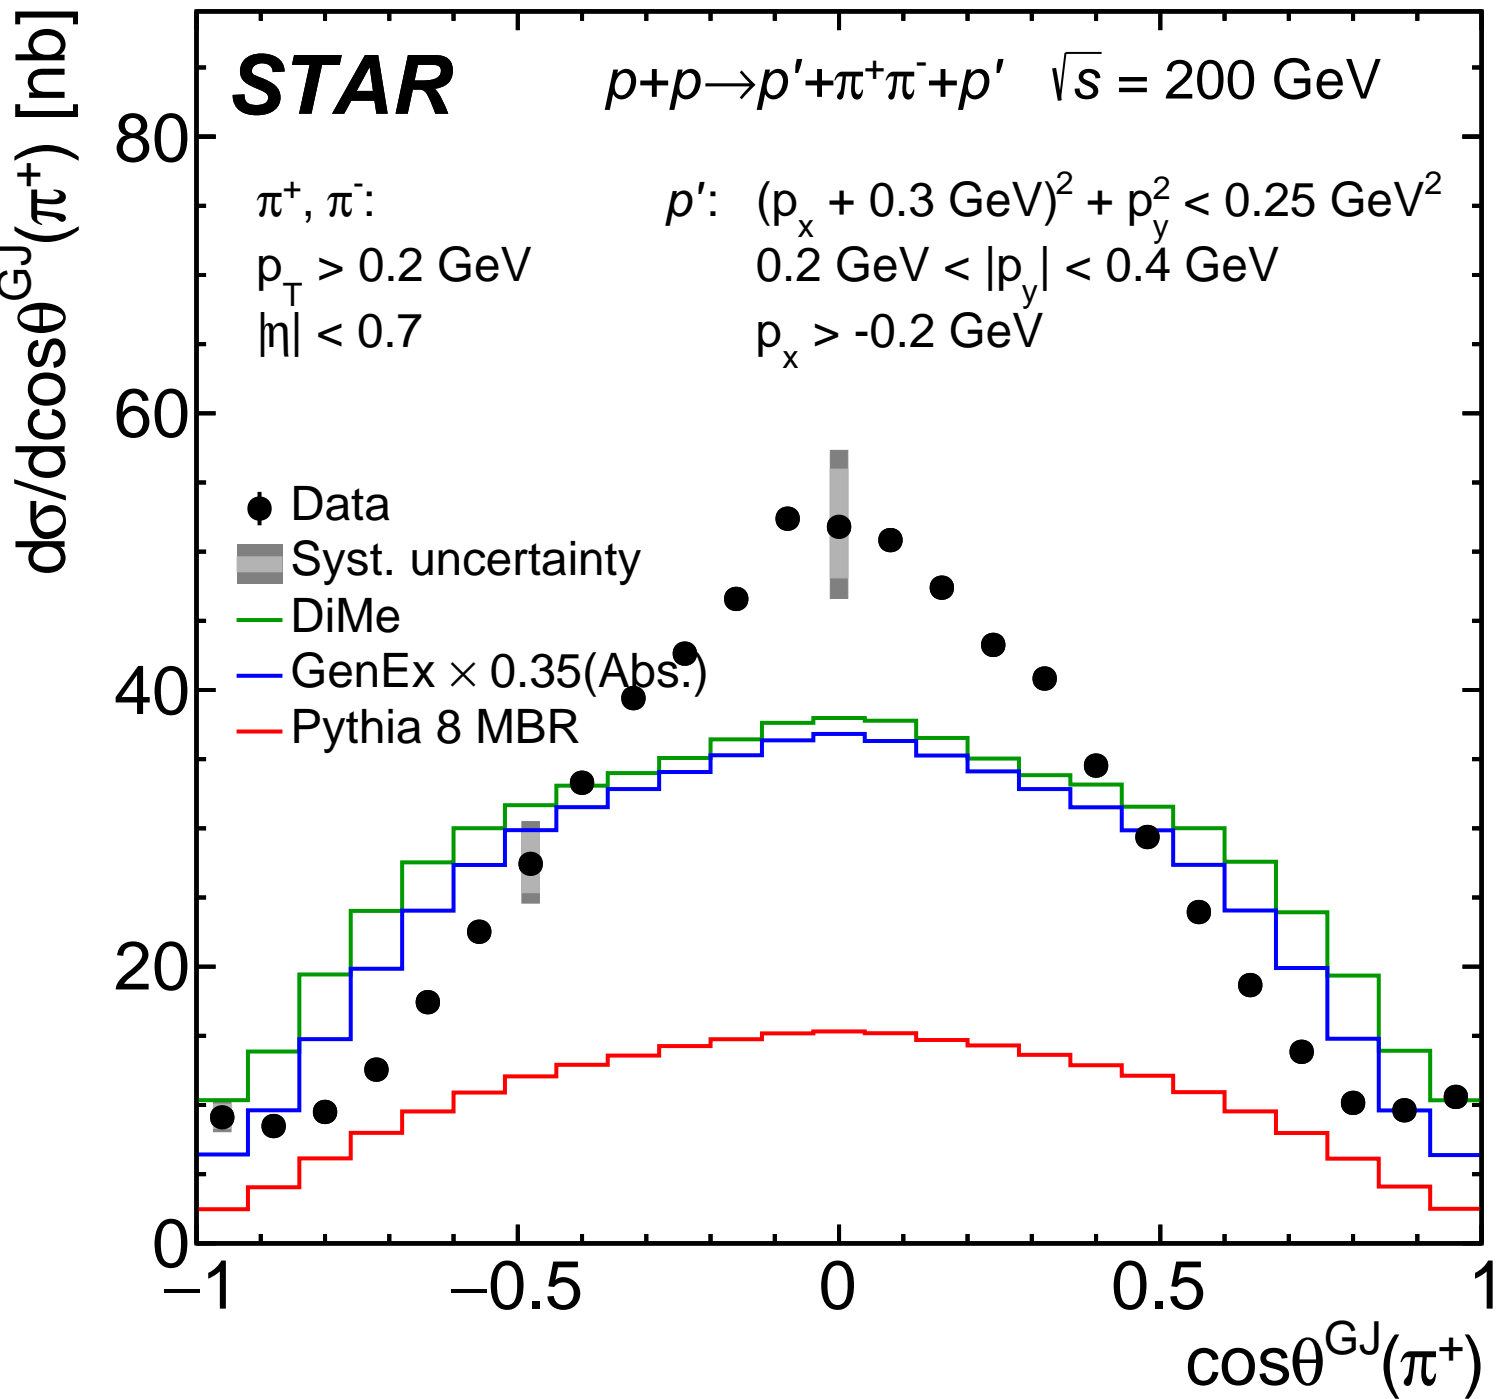 dσ/dcosθ^GJ(π⁺) [nb]
STAR p+p→p′+π⁺π⁻+p′ √s = 200 GeV
π⁺, π⁻: p′: (p_x + 0.3 GeV)² + p_y² < 0.25 GeV²
p_T > 0.2 GeV 0.2 GeV < |p_y| < 0.4 GeV
|η| < 0.7 p_x > -0.2 GeV
Data
Syst. uncertainty
DiMe
GenEx × 0.35(Abs.)
Pythia 8 MBR
80
60
40
20
0
−1 −0.5 0 0.5 1
cosθ^GJ(π⁺)